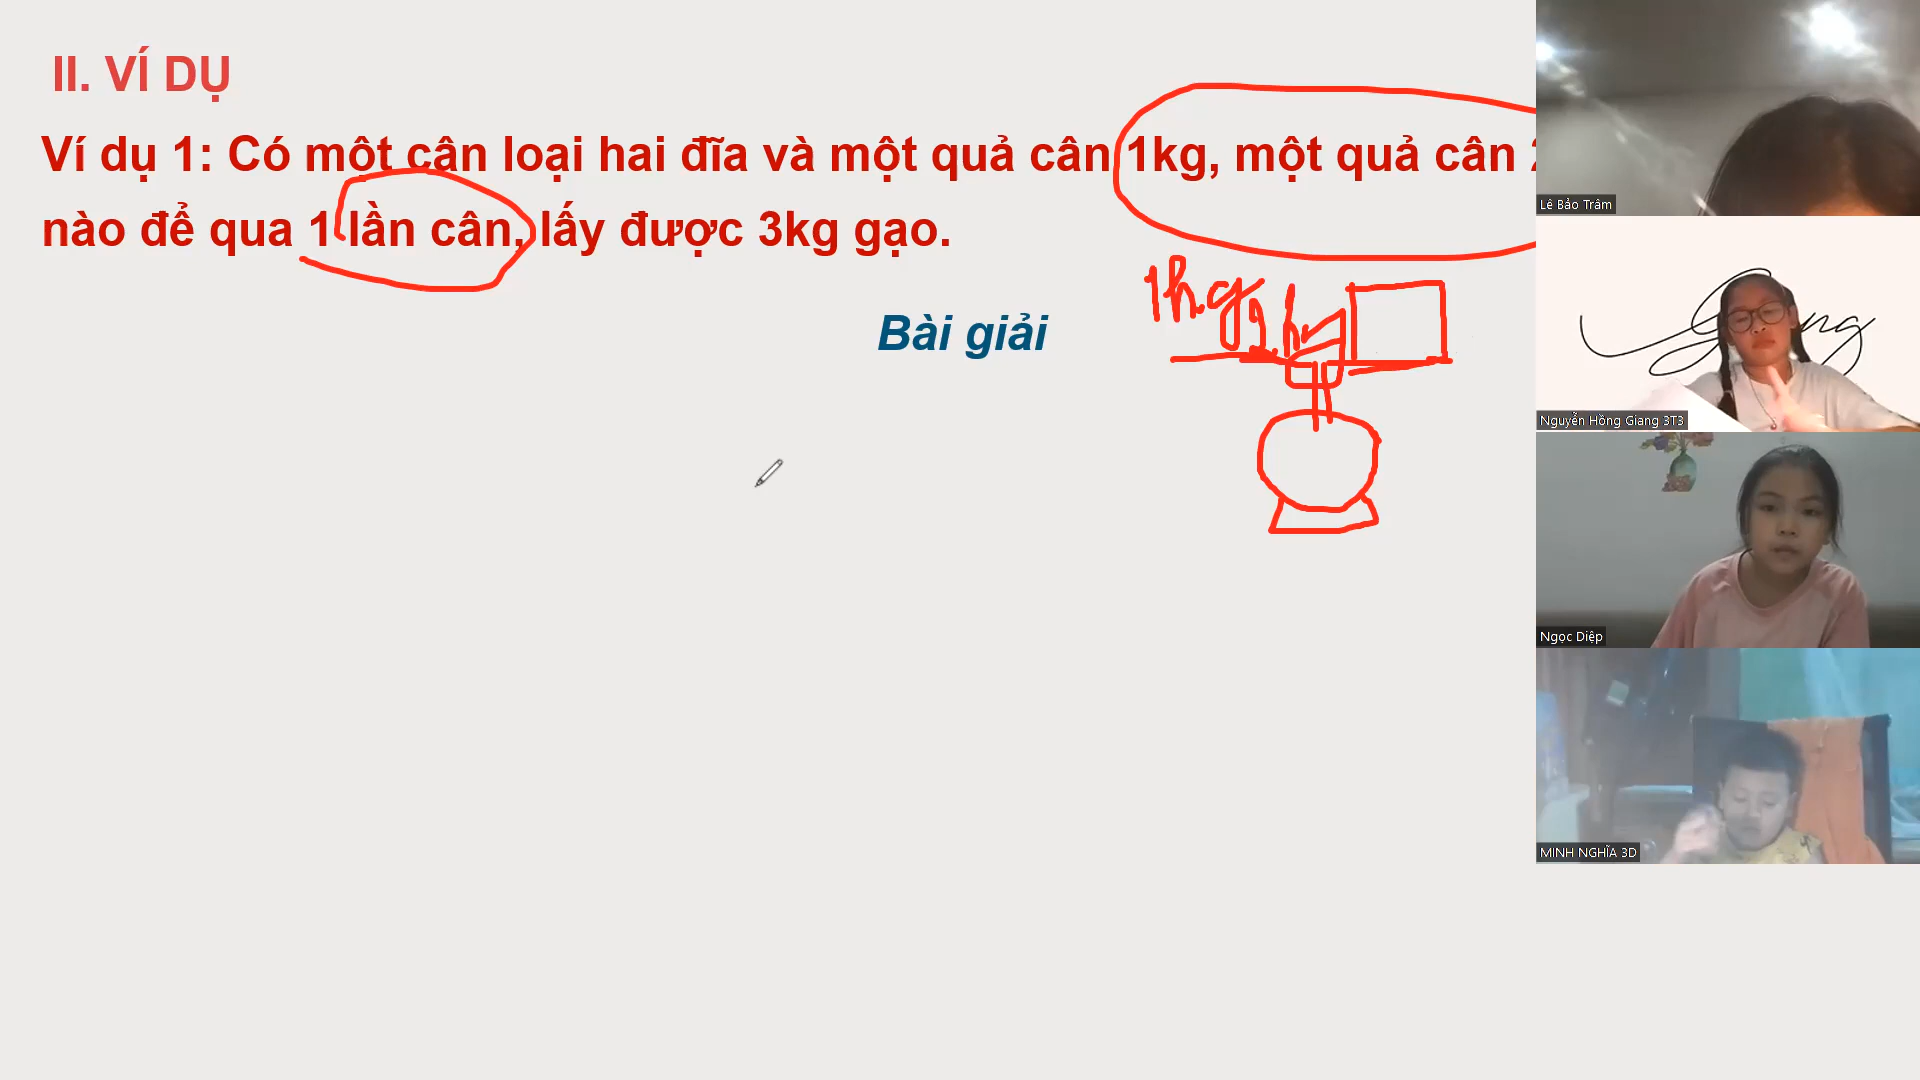 II. VÍ DỤ
Ví dụ 1: Có một cân loại hai đĩa và một quả cân 1kg, một quả cân
nào để qua 1 lần cân, lấy được 3kg gạo.
1kg
Bài giải
Lê Bảo Trâm
Giang
Nguyễn Hồng Giang 3T3
Ngọc Diệp
MINH NGHĨA 3D